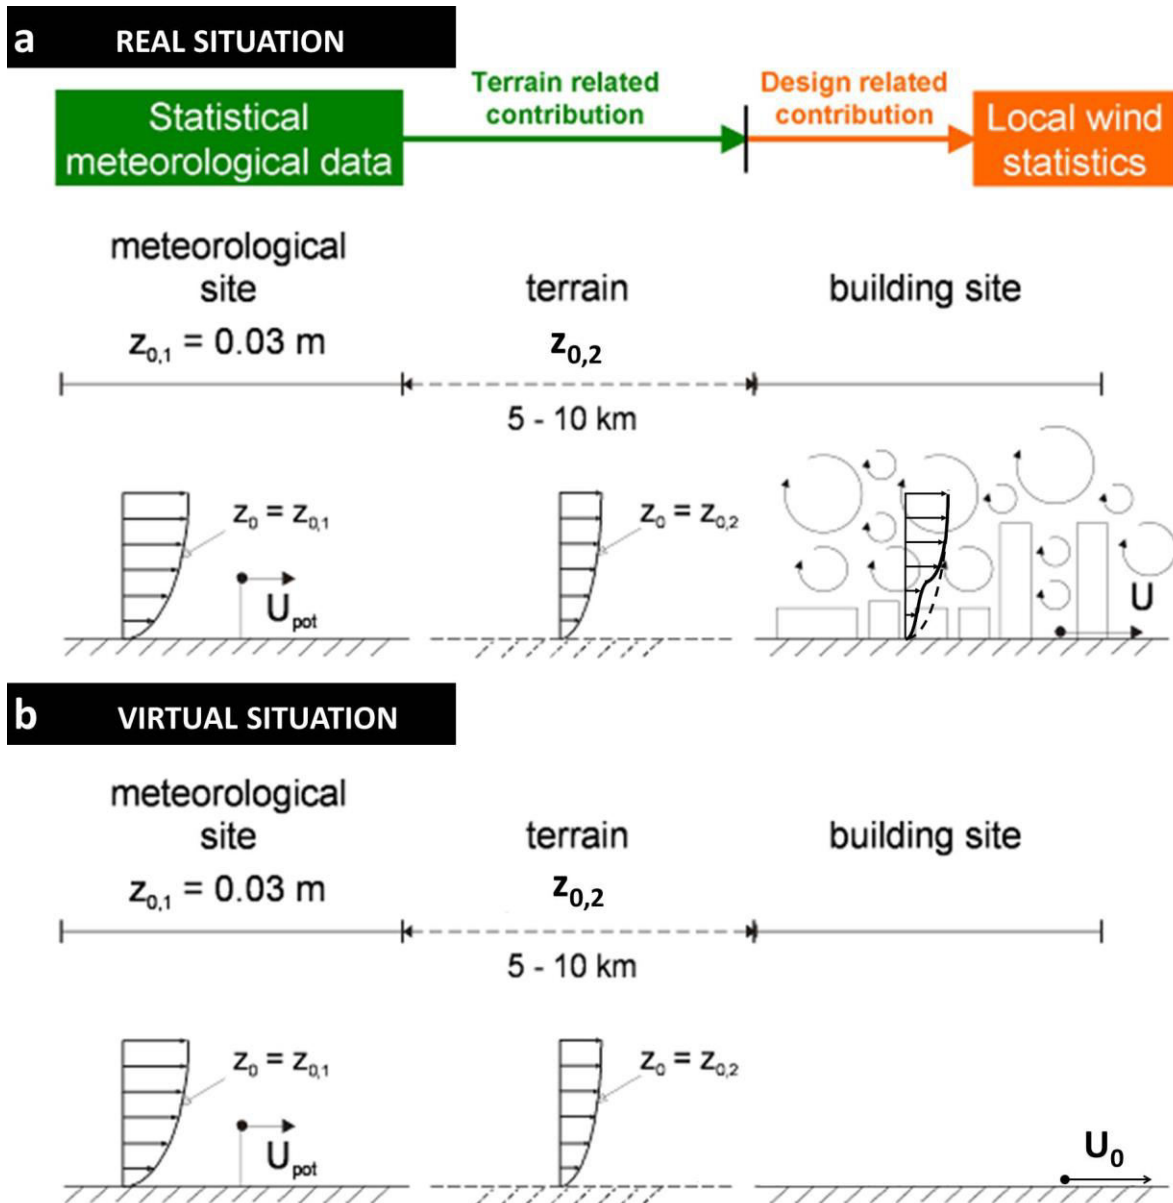 a REAL SITUATION
Terrain related
contribution
Design related
contribution
Statistical
meteorological data
Local wind
statistics
meteorological
site
terrain
building site
z0,1 = 0.03 m
z0,2
5 - 10 km
z0 = z0,1
z0 = z0,2
Upot
U
b VIRTUAL SITUATION
meteorological
site
terrain
building site
z0,1 = 0.03 m
z0,2
5 - 10 km
z0 = z0,1
z0 = z0,2
Upot
U0